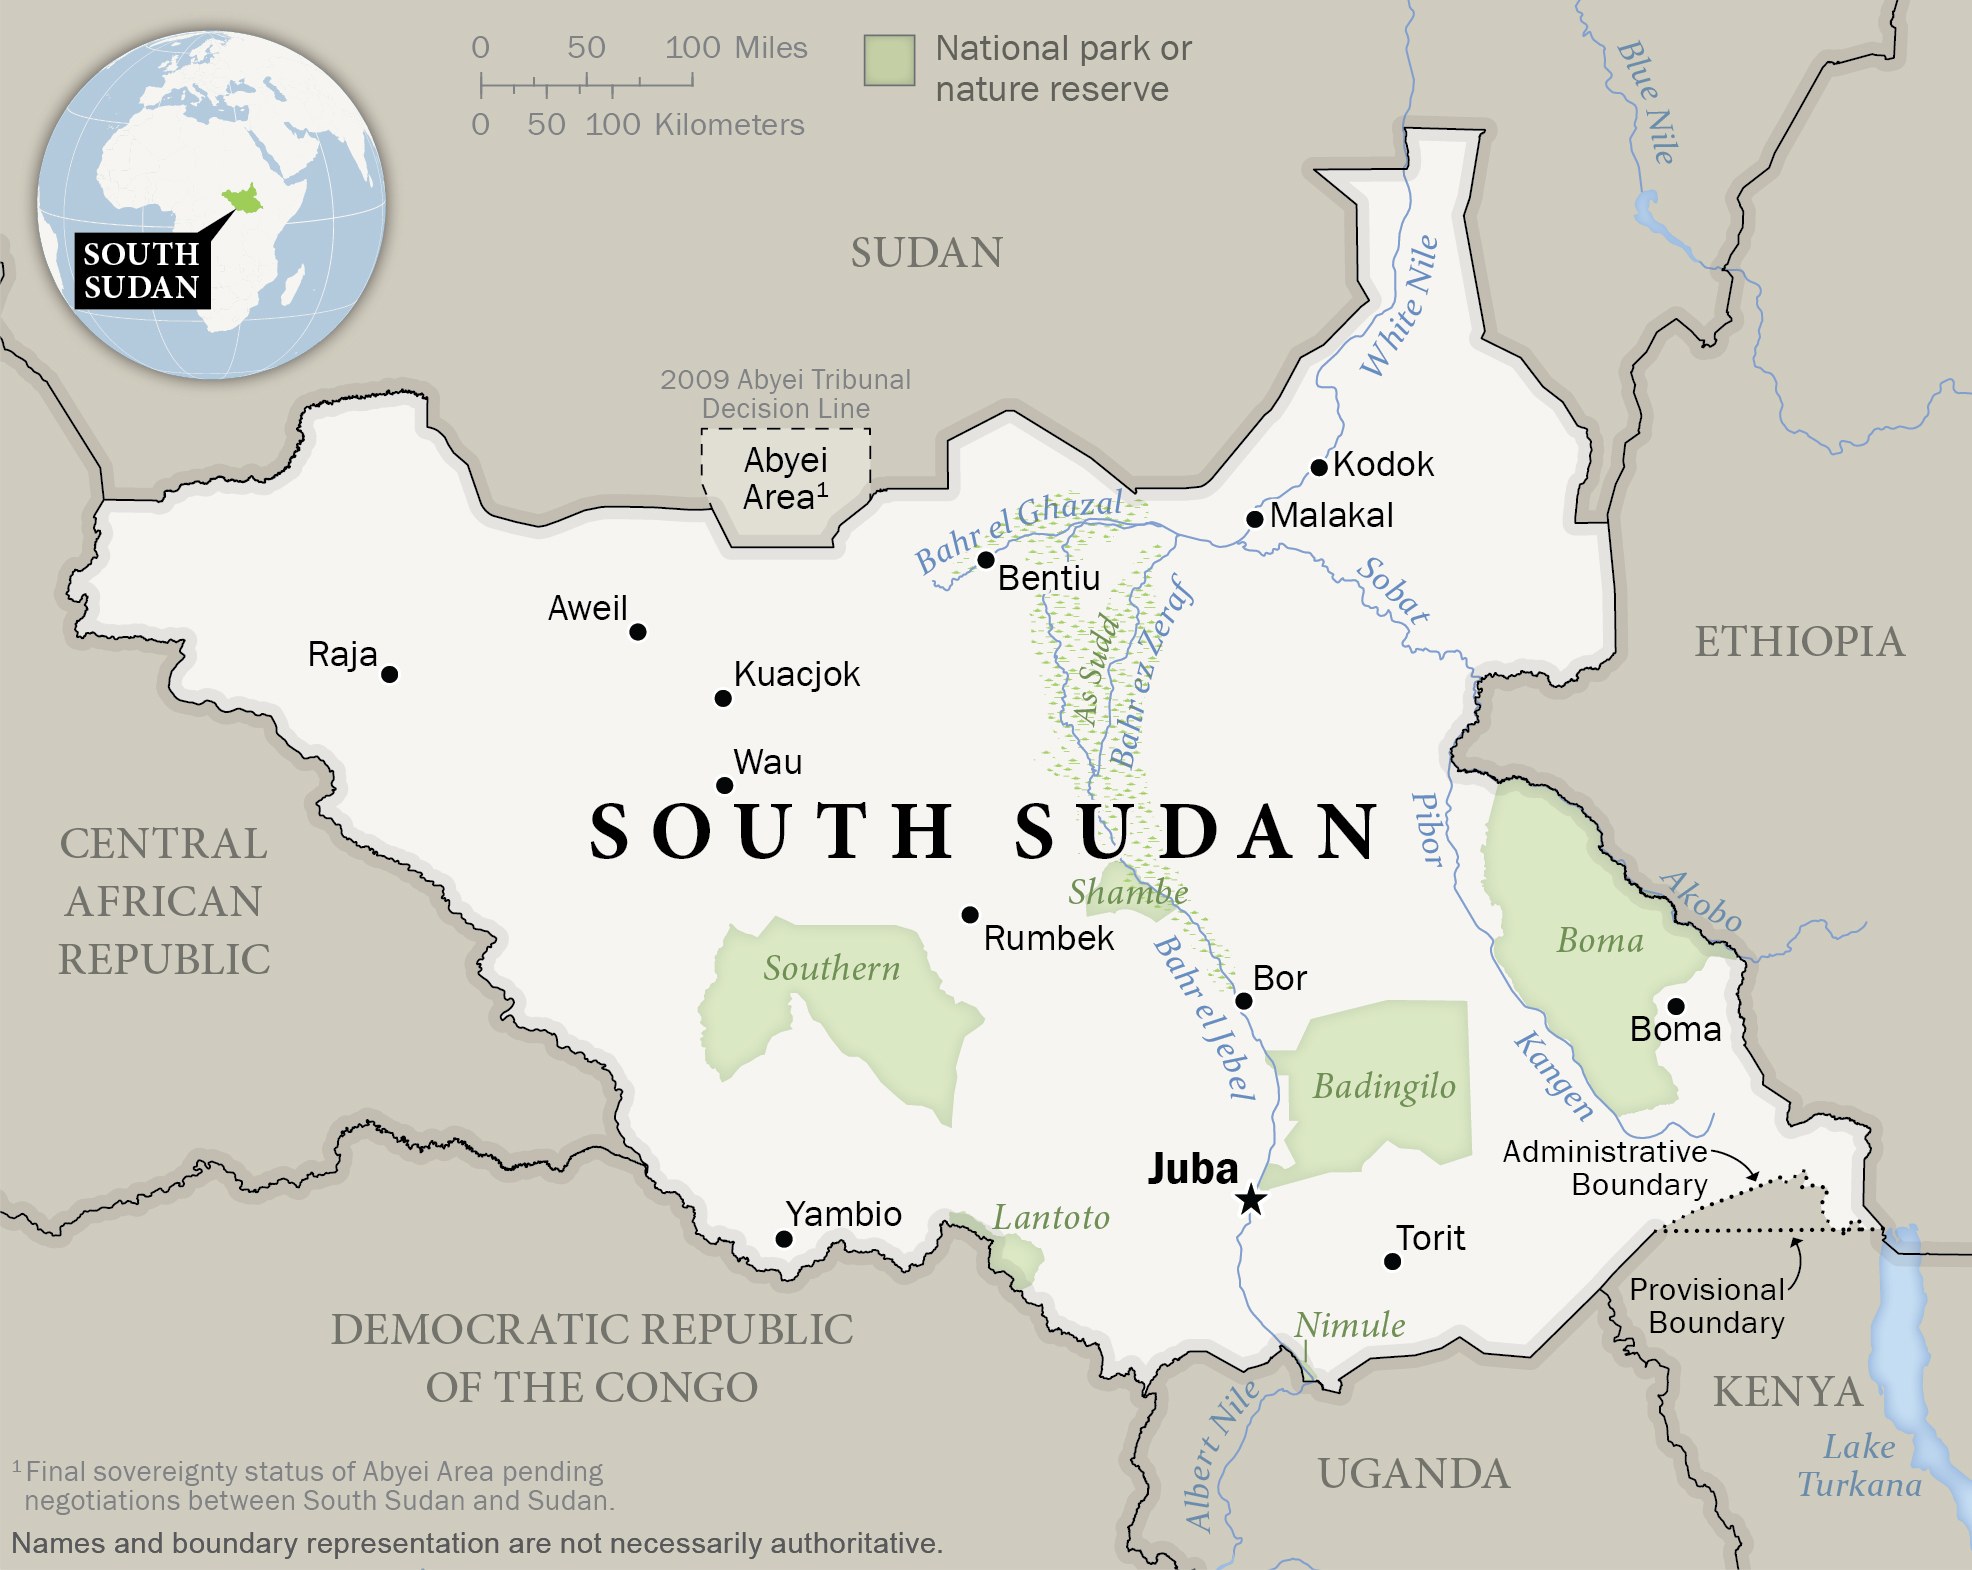 0 50 100 Miles
0 50 100 Kilometers
National park or
nature reserve
SOUTH
SUDAN
Blue Nile
SUDAN
White Nile
2009 Abyei Tribunal
Decision Line
Abyei
Area¹
Kodok
Malakal
Bahr el Ghazal
Bentiu
Sobat
Aweil
Raja
Kuacjok
As Sudd
Bahr ez Zeraf
ETHIOPIA
Wau
SOUTH SUDAN
Pibor
CENTRAL
AFRICAN
REPUBLIC
Shambe
Akobo
Rumbek
Southern
Boma
Bahr el Jebel
Bor
Boma
Kangen
Badingilo
Juba
Administrative
Boundary
Yambio
Lantoto
Torit
Provisional
Boundary
Nimule
DEMOCRATIC REPUBLIC
OF THE CONGO
Albert Nile
KENYA
Lake
Turkana
UGANDA
¹Final sovereignty status of Abyei Area pending
negotiations between South Sudan and Sudan.
Names and boundary representation are not necessarily authoritative.